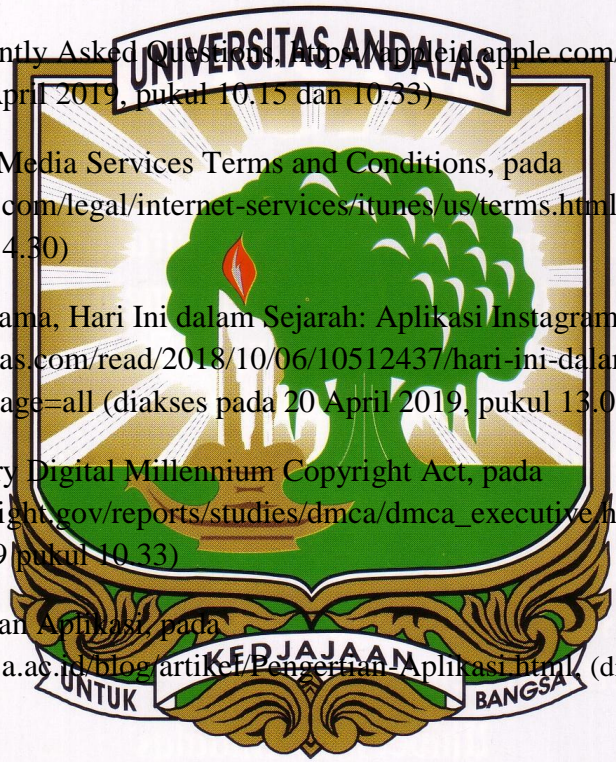 UNIVERSITAS ANDALAS
ntly Asked Questions, https://appleid.apple.com/
April 2019, pukul 10.15 dan 10.33)
Media Services Terms and Conditions, pada
com/legal/internet-services/itunes/us/terms.html
4.30)
ama, Hari Ini dalam Sejarah: Aplikasi Instagram
as.com/read/2018/10/06/10512437/hari-ini-dalam
age=all (diakses pada 20 April 2019, pukul 13.0
ry Digital Millennium Copyright Act, pada
ight.gov/reports/studies/dmca/dmca_executive.h
9 pukul 10.33)
an Aplikasi, pada
a.ac.id/blog/artikel/Pengertian-Aplikasi.html, (di
UNTUK KEDJAJAAN BANGSA